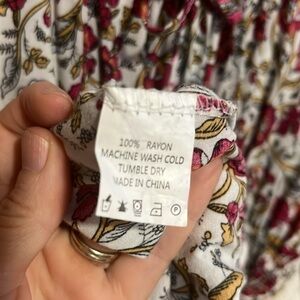 100% RAYON
MACHINE WASH COLD
TUMBLE DRY
MADE IN CHINA